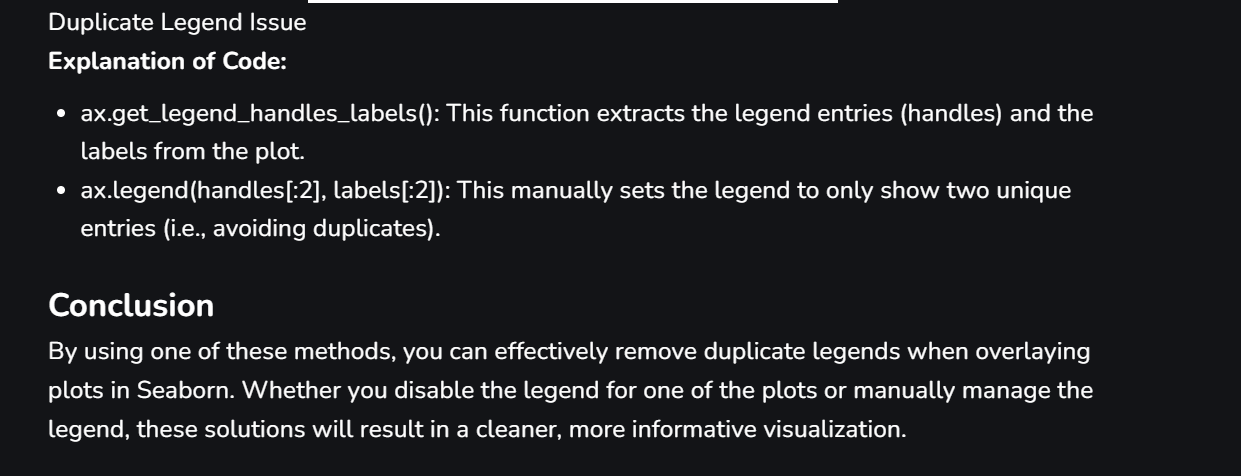 Duplicate Legend Issue
Explanation of Code:
• ax.get_legend_handles_labels(): This function extracts the legend entries (handles) and the
labels from the plot.
• ax.legend(handles[:2], labels[:2]): This manually sets the legend to only show two unique
entries (i.e., avoiding duplicates).
Conclusion
By using one of these methods, you can effectively remove duplicate legends when overlaying
plots in Seaborn. Whether you disable the legend for one of the plots or manually manage the
legend, these solutions will result in a cleaner, more informative visualization.